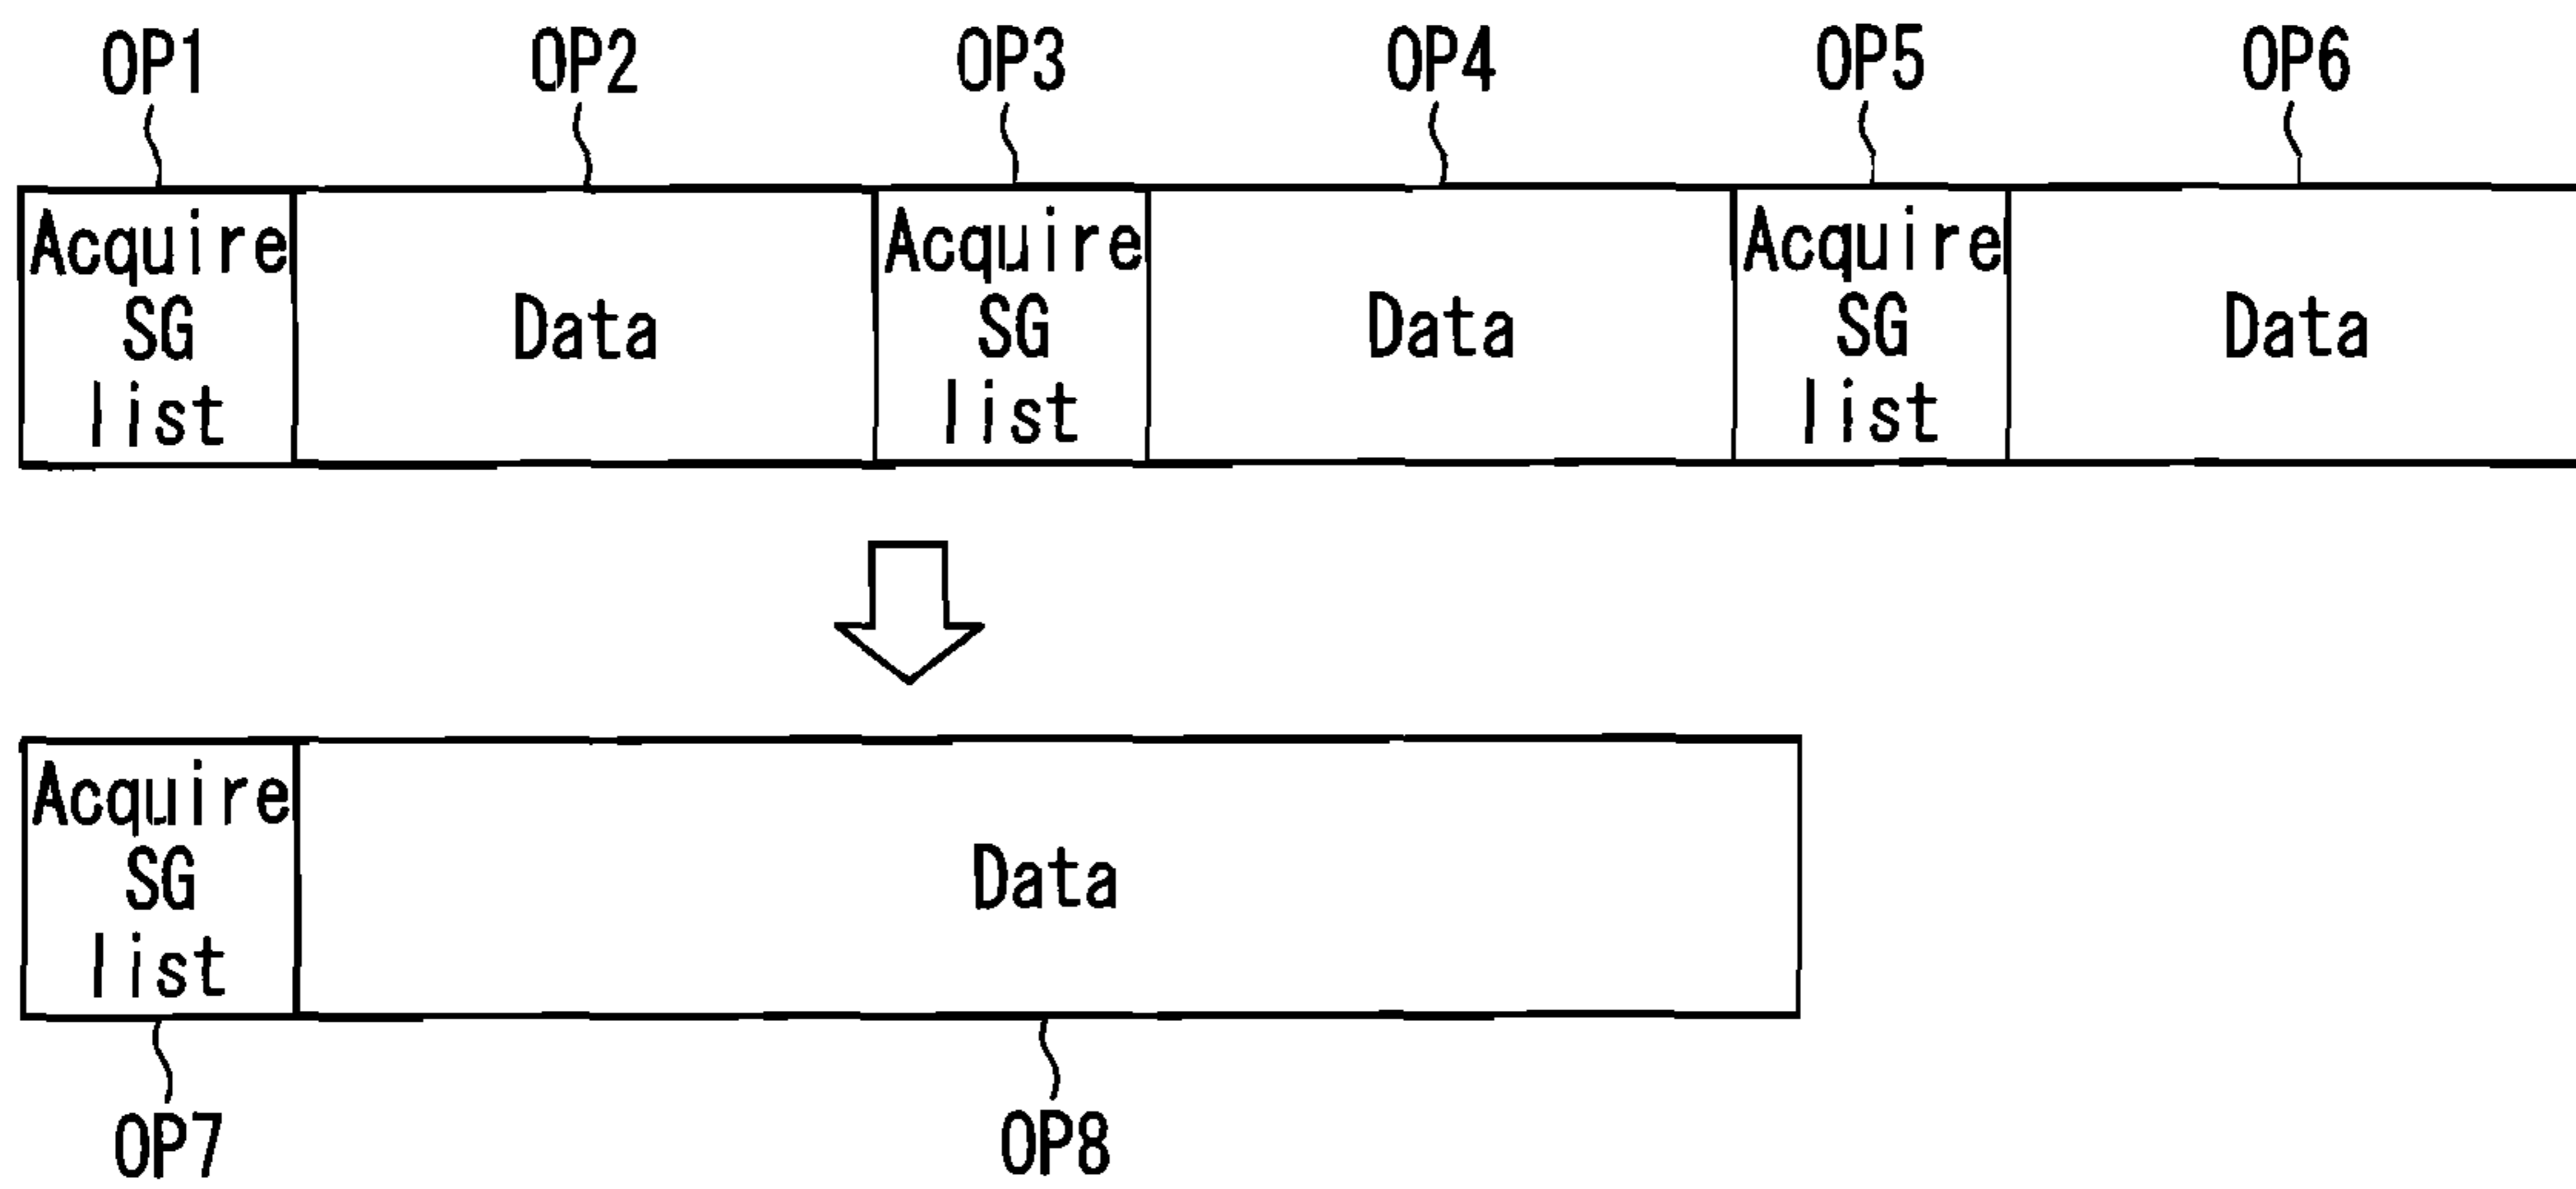 OP1 OP2 OP3 OP4 OP5 OP6
Acquire
SG
list
Data
Acquire
SG
list
Data
Acquire
SG
list
Data
Acquire
SG
list
Data
OP7 OP8